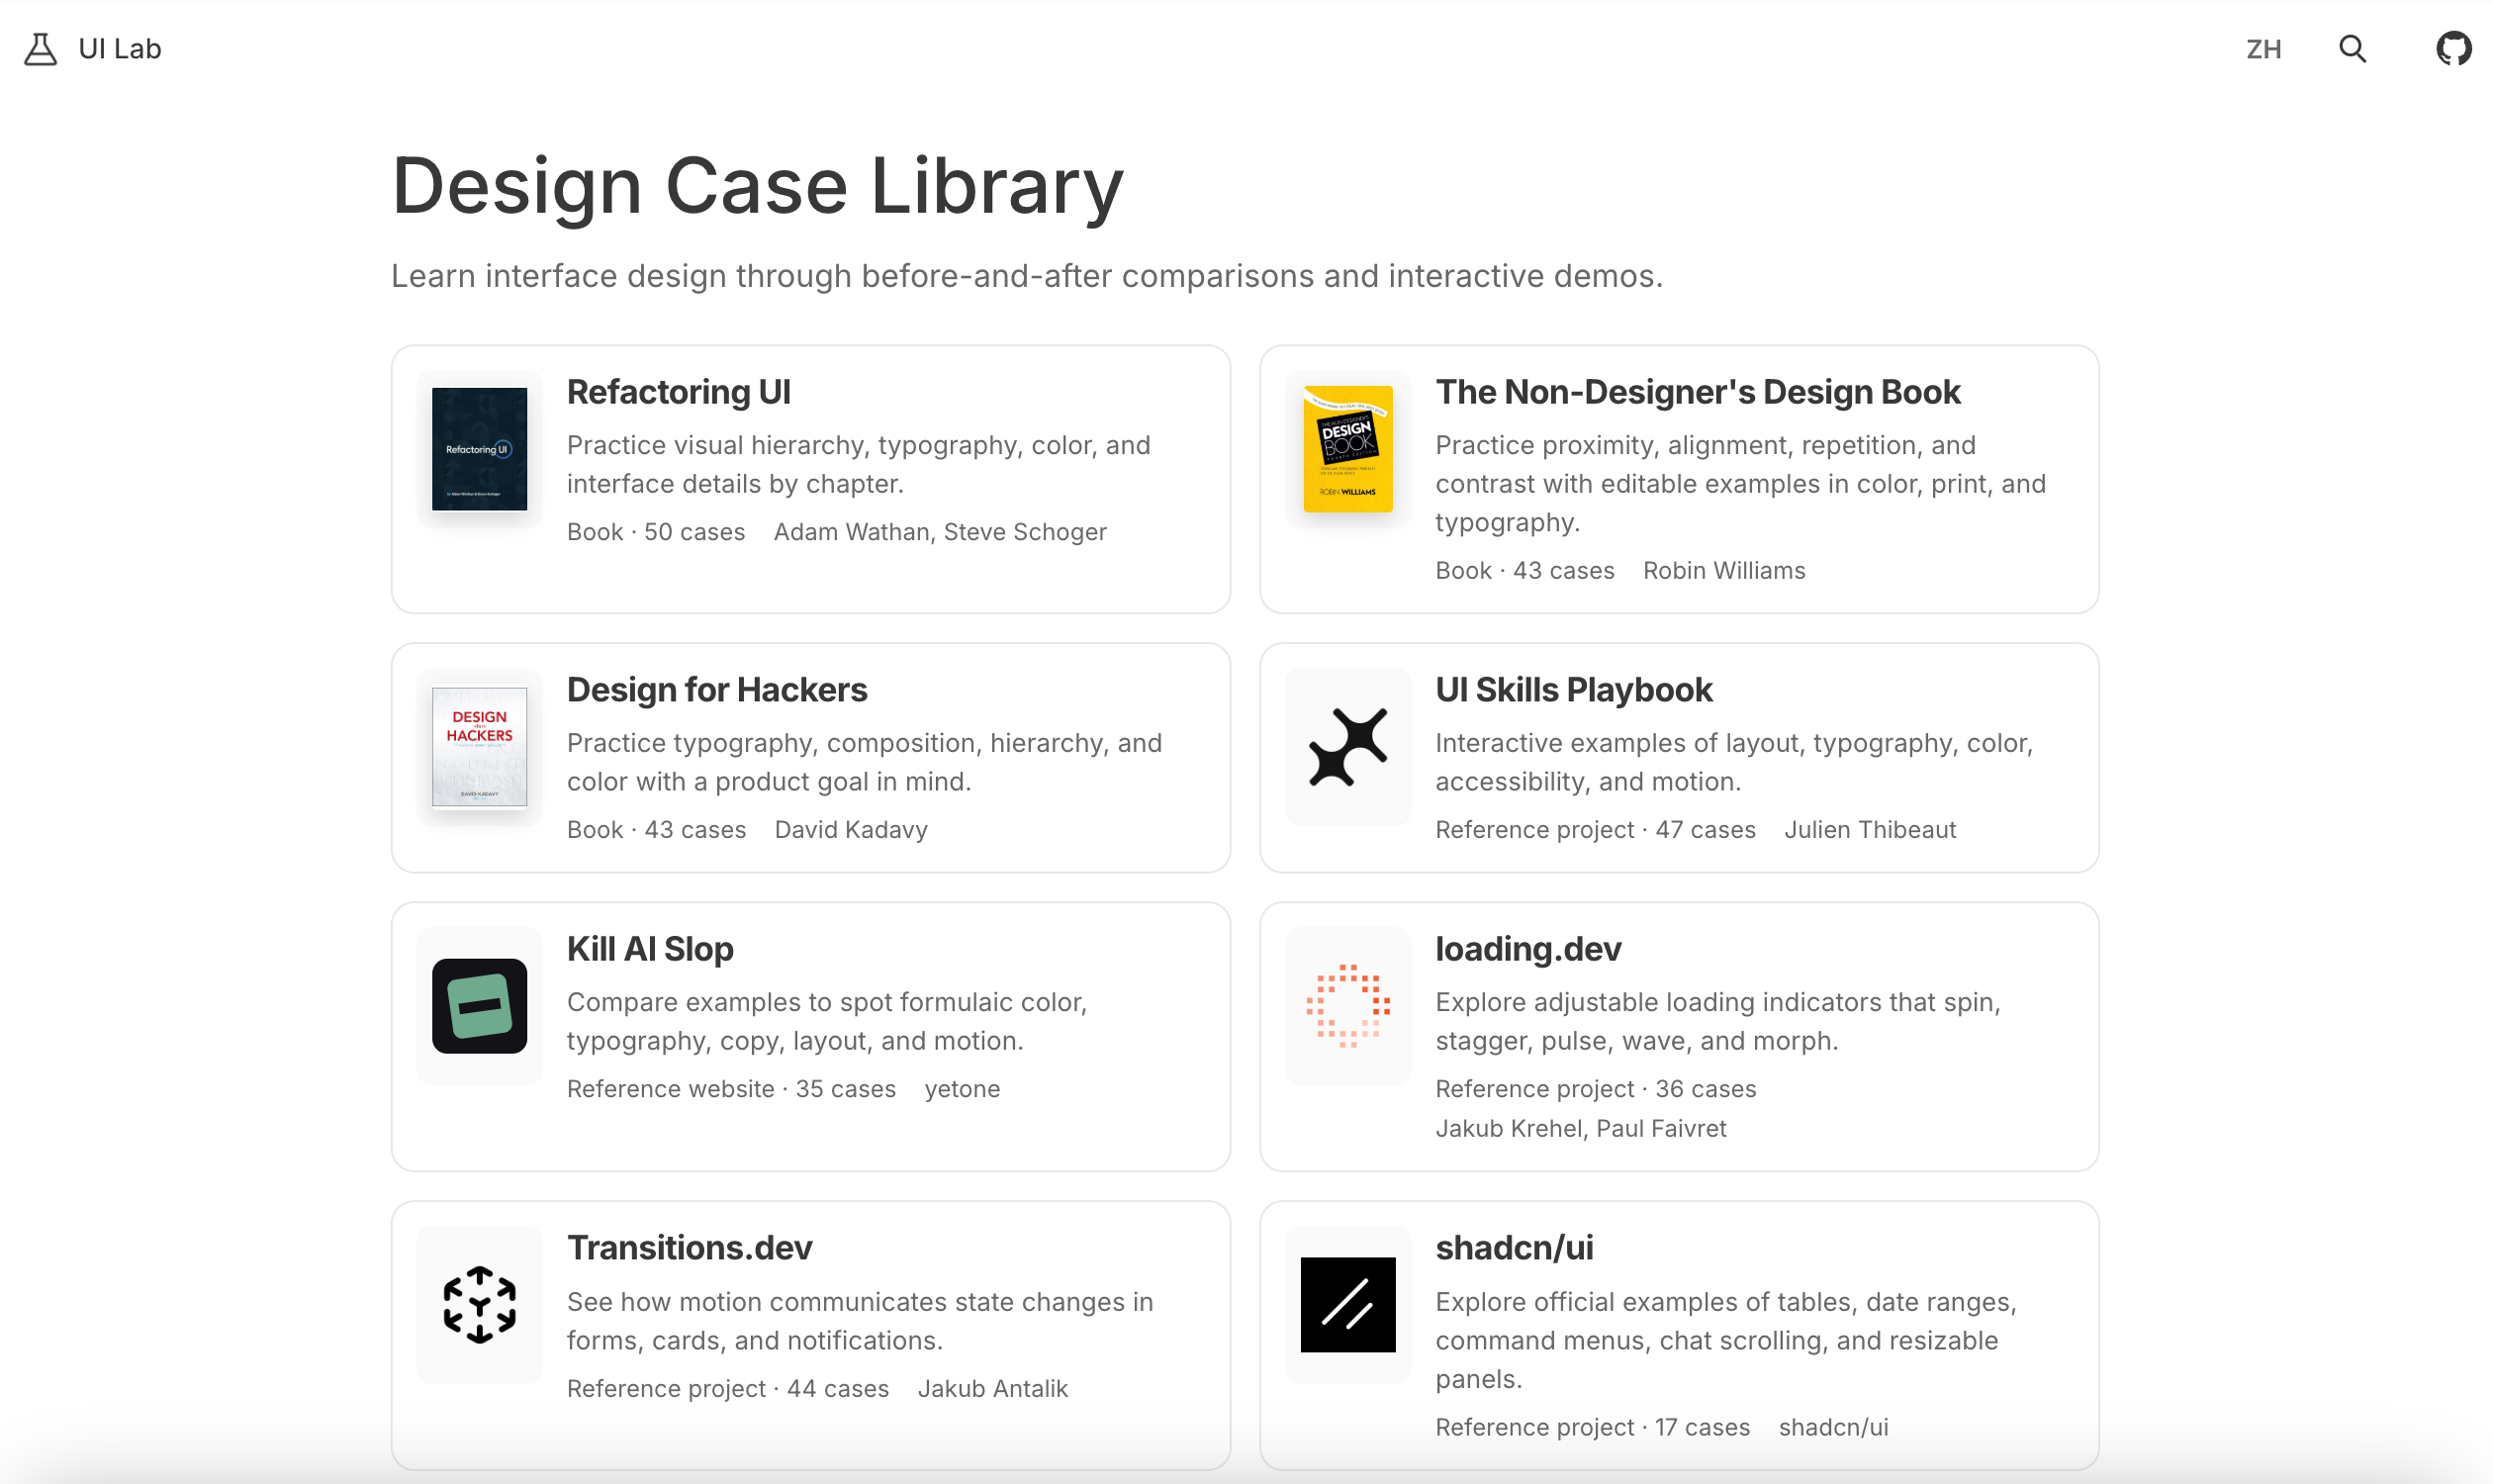 UI Lab
ZH
Design Case Library
Learn interface design through before-and-after comparisons and interactive demos.
Refactoring UI
Refactoring UI
Practice visual hierarchy, typography, color, and
interface details by chapter.
Book · 50 cases Adam Wathan, Steve Schoger
DESIGN
BOOK
FOURTH EDITION
ROBIN WILLIAMS
The Non-Designer's Design Book
Practice proximity, alignment, repetition, and
contrast with editable examples in color, print, and
typography.
Book · 43 cases Robin Williams
DESIGN
for
HACKERS
DAVID KADAVY
Design for Hackers
Practice typography, composition, hierarchy, and
color with a product goal in mind.
Book · 43 cases David Kadavy
UI Skills Playbook
Interactive examples of layout, typography, color,
accessibility, and motion.
Reference project · 47 cases Julien Thibeaut
Kill AI Slop
Compare examples to spot formulaic color,
typography, copy, layout, and motion.
Reference website · 35 cases yetone
loading.dev
Explore adjustable loading indicators that spin,
stagger, pulse, wave, and morph.
Reference project · 36 cases
Jakub Krehel, Paul Faivret
Transitions.dev
See how motion communicates state changes in
forms, cards, and notifications.
Reference project · 44 cases Jakub Antalik
shadcn/ui
Explore official examples of tables, date ranges,
command menus, chat scrolling, and resizable
panels.
Reference project · 17 cases shadcn/ui